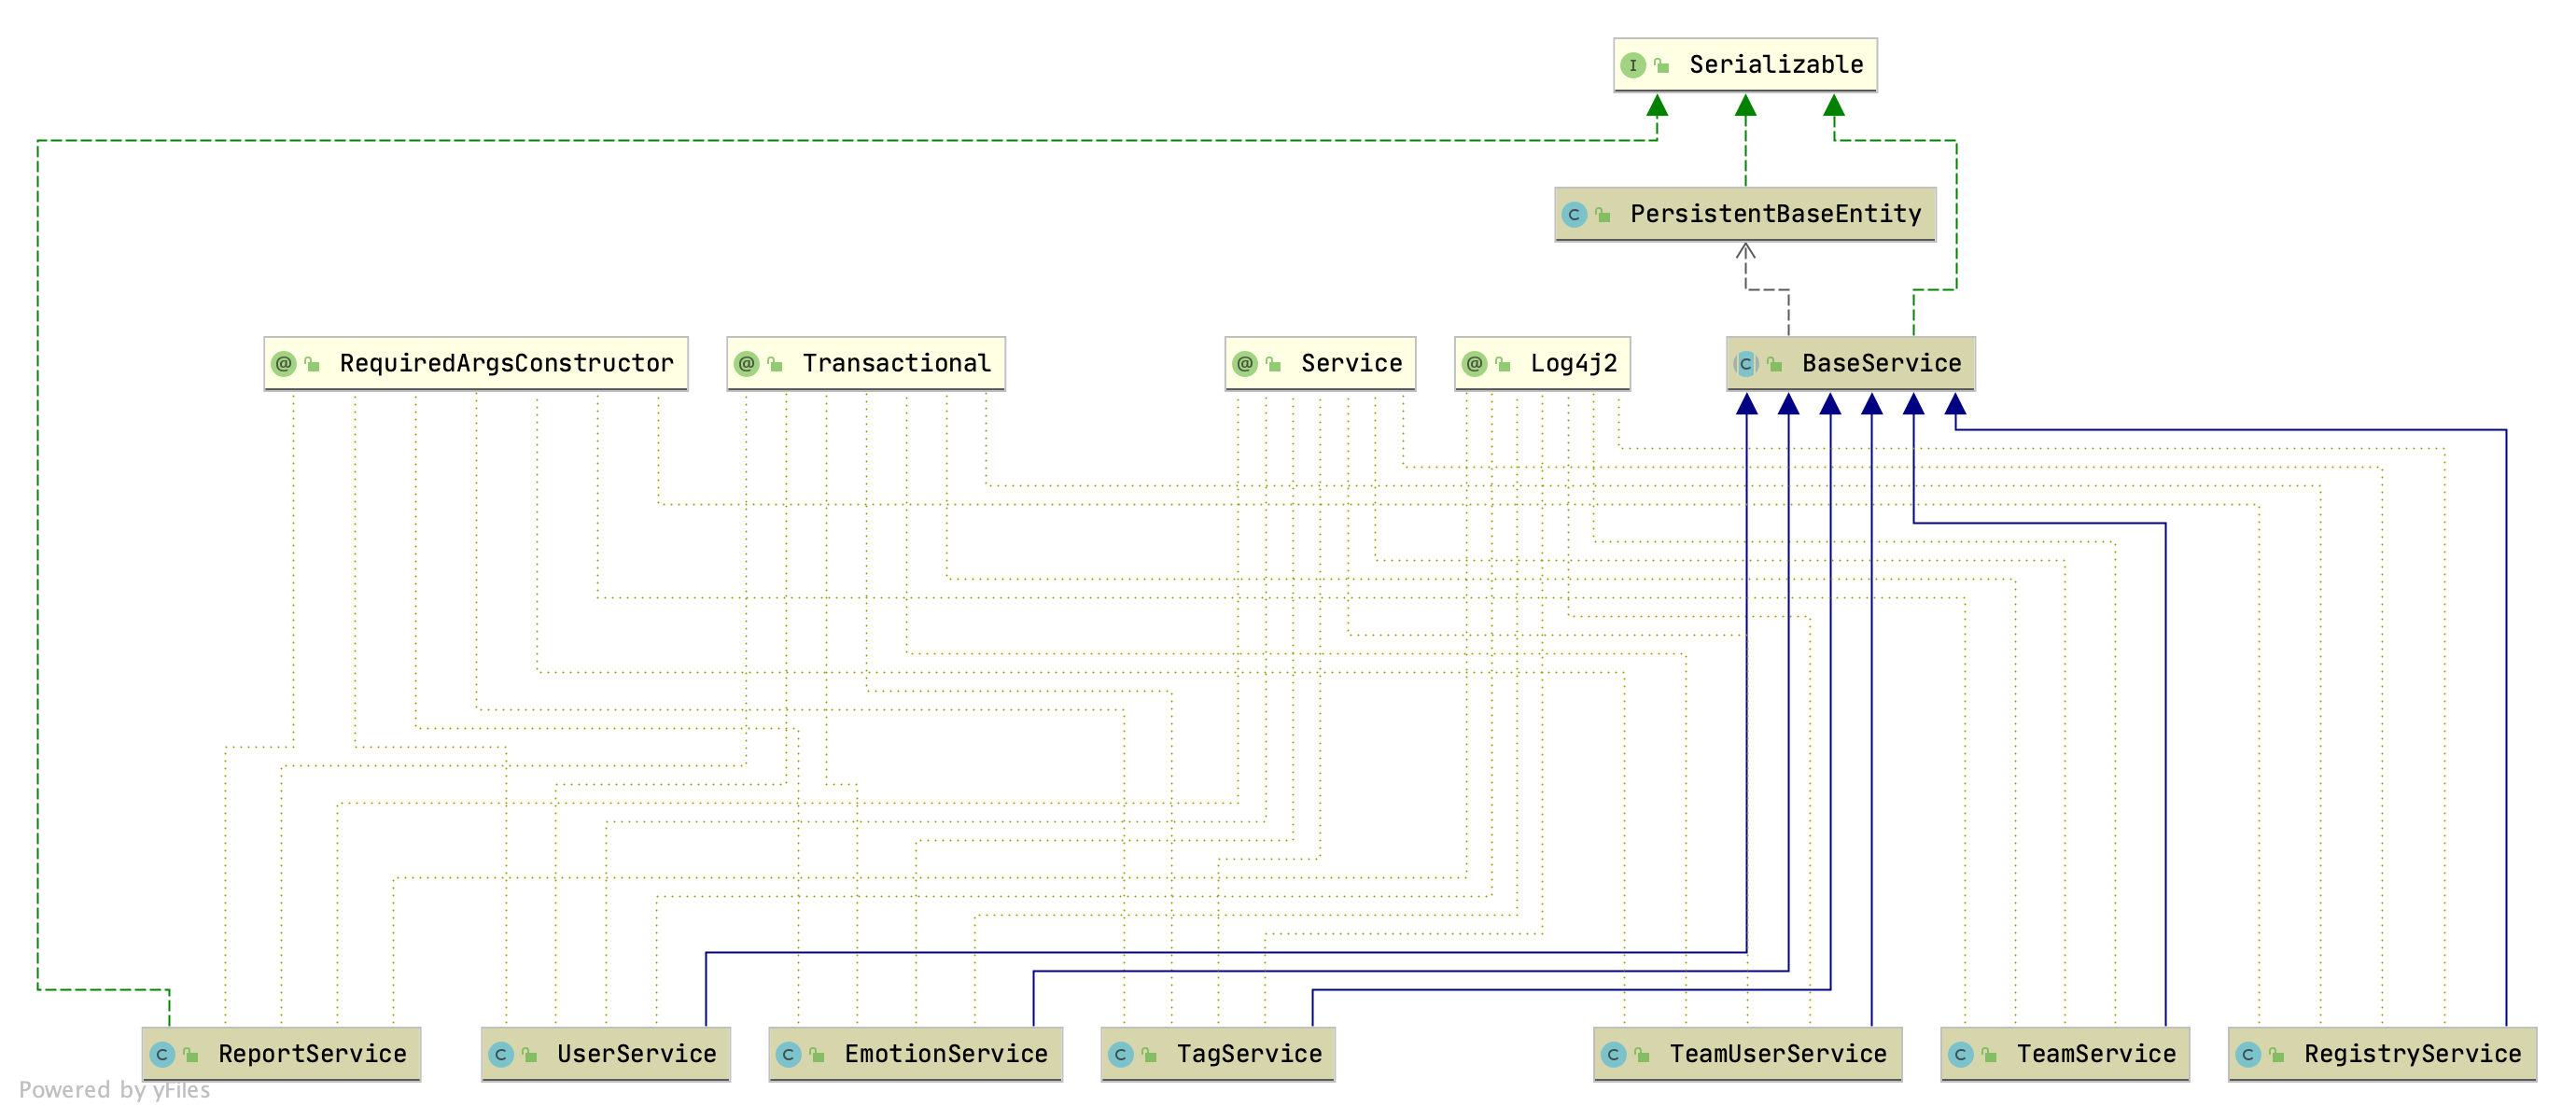 I Serializable
C PersistentBaseEntity
@ RequiredArgsConstructor
@ Transactional
@ Service
@ Log4j2
C BaseService
C ReportService
C UserService
C EmotionService
C TagService
C TeamUserService
C TeamService
C RegistryService
Powered by yFiles